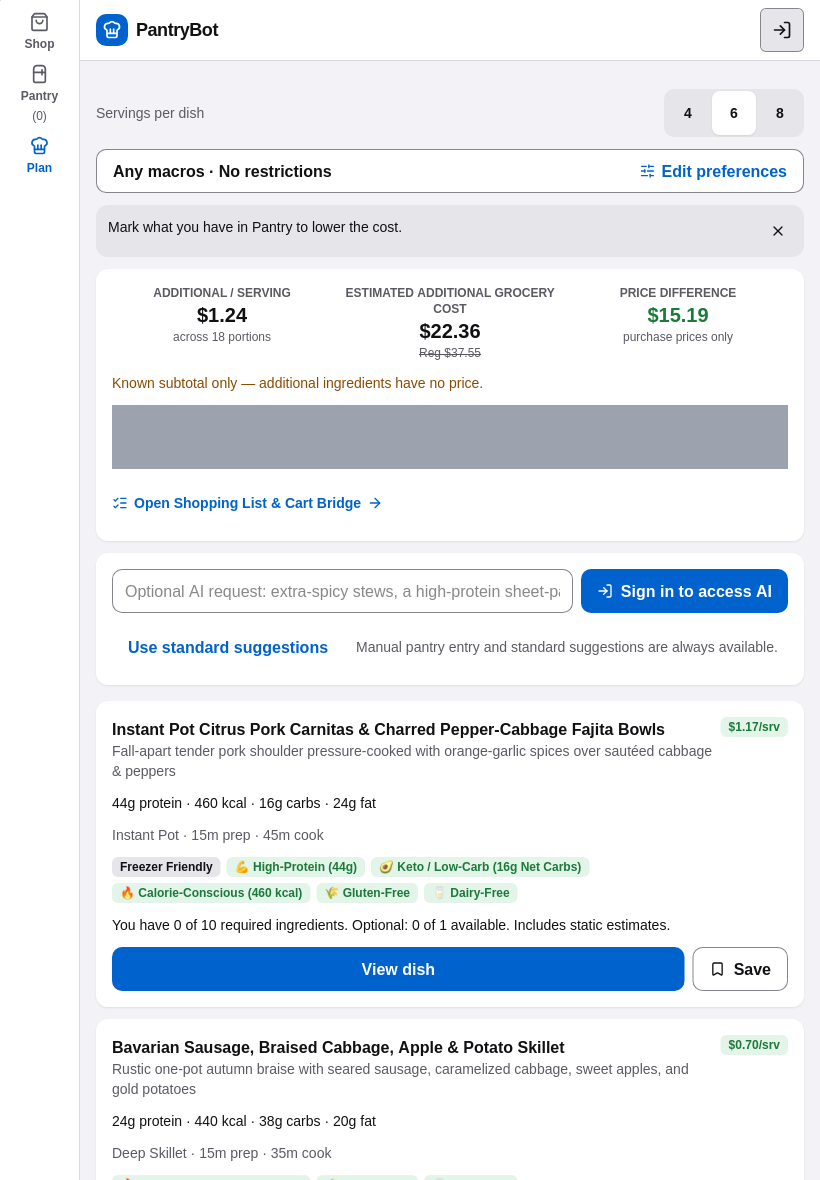 Shop
Pantry
(0)
Plan
PantryBot
Servings per dish
4 6 8
Any macros · No restrictions
Edit preferences
Mark what you have in Pantry to lower the cost.
ADDITIONAL / SERVING
$1.24
across 18 portions
ESTIMATED ADDITIONAL GROCERY
COST
$22.36
Reg $37.55
PRICE DIFFERENCE
$15.19
purchase prices only
Known subtotal only — additional ingredients have no price.
Open Shopping List & Cart Bridge
Optional AI request: extra-spicy stews, a high-protein sheet-pa
Sign in to access AI
Use standard suggestions
Manual pantry entry and standard suggestions are always available.
Instant Pot Citrus Pork Carnitas & Charred Pepper-Cabbage Fajita Bowls
$1.17/srv
Fall-apart tender pork shoulder pressure-cooked with orange-garlic spices over sautéed cabbage
& peppers
44g protein · 460 kcal · 16g carbs · 24g fat
Instant Pot · 15m prep · 45m cook
Freezer Friendly
💪 High-Protein (44g)
🥑 Keto / Low-Carb (16g Net Carbs)
🔥 Calorie-Conscious (460 kcal)
🌾 Gluten-Free
🥛 Dairy-Free
You have 0 of 10 required ingredients. Optional: 0 of 1 available. Includes static estimates.
View dish
Save
Bavarian Sausage, Braised Cabbage, Apple & Potato Skillet
$0.70/srv
Rustic one-pot autumn braise with seared sausage, caramelized cabbage, sweet apples, and
gold potatoes
24g protein · 440 kcal · 38g carbs · 20g fat
Deep Skillet · 15m prep · 35m cook